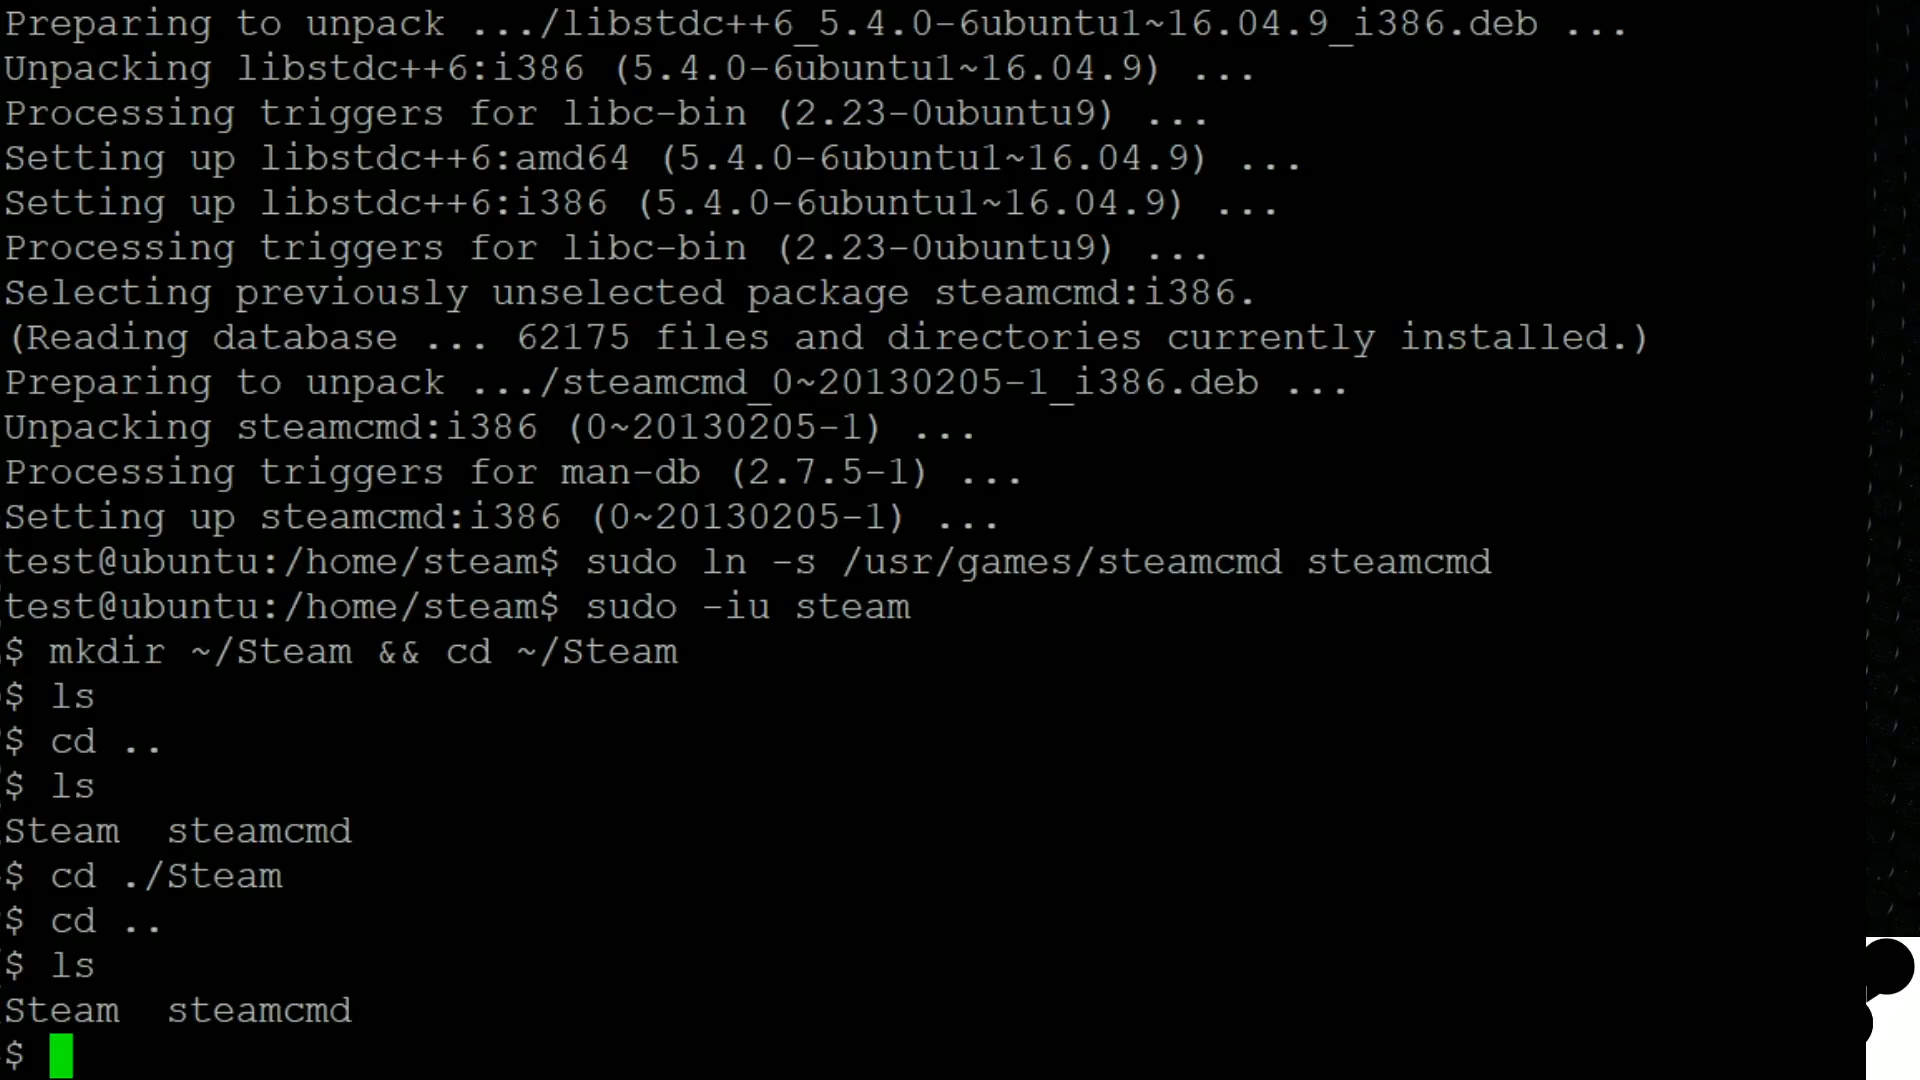 Preparing to unpack .../libstdc++6_5.4.0-6ubuntu1~16.04.9_i386.deb ...
Unpacking libstdc++6:i386 (5.4.0-6ubuntu1~16.04.9) ...
Processing triggers for libc-bin (2.23-0ubuntu9) ...
Setting up libstdc++6:amd64 (5.4.0-6ubuntu1~16.04.9) ...
Setting up libstdc++6:i386 (5.4.0-6ubuntu1~16.04.9) ...
Processing triggers for libc-bin (2.23-0ubuntu9) ...
Selecting previously unselected package steamcmd:i386.
(Reading database ... 62175 files and directories currently installed.)
Preparing to unpack .../steamcmd_0~20130205-1_i386.deb ...
Unpacking steamcmd:i386 (0~20130205-1) ...
Processing triggers for man-db (2.7.5-1) ...
Setting up steamcmd:i386 (0~20130205-1) ...
test@ubuntu:/home/steam$ sudo ln -s /usr/games/steamcmd steamcmd
test@ubuntu:/home/steam$ sudo -iu steam
$ mkdir ~/Steam && cd ~/Steam
$ ls
$ cd ..
$ ls
Steam  steamcmd
$ cd ./Steam
$ cd ..
$ ls
Steam  steamcmd
$